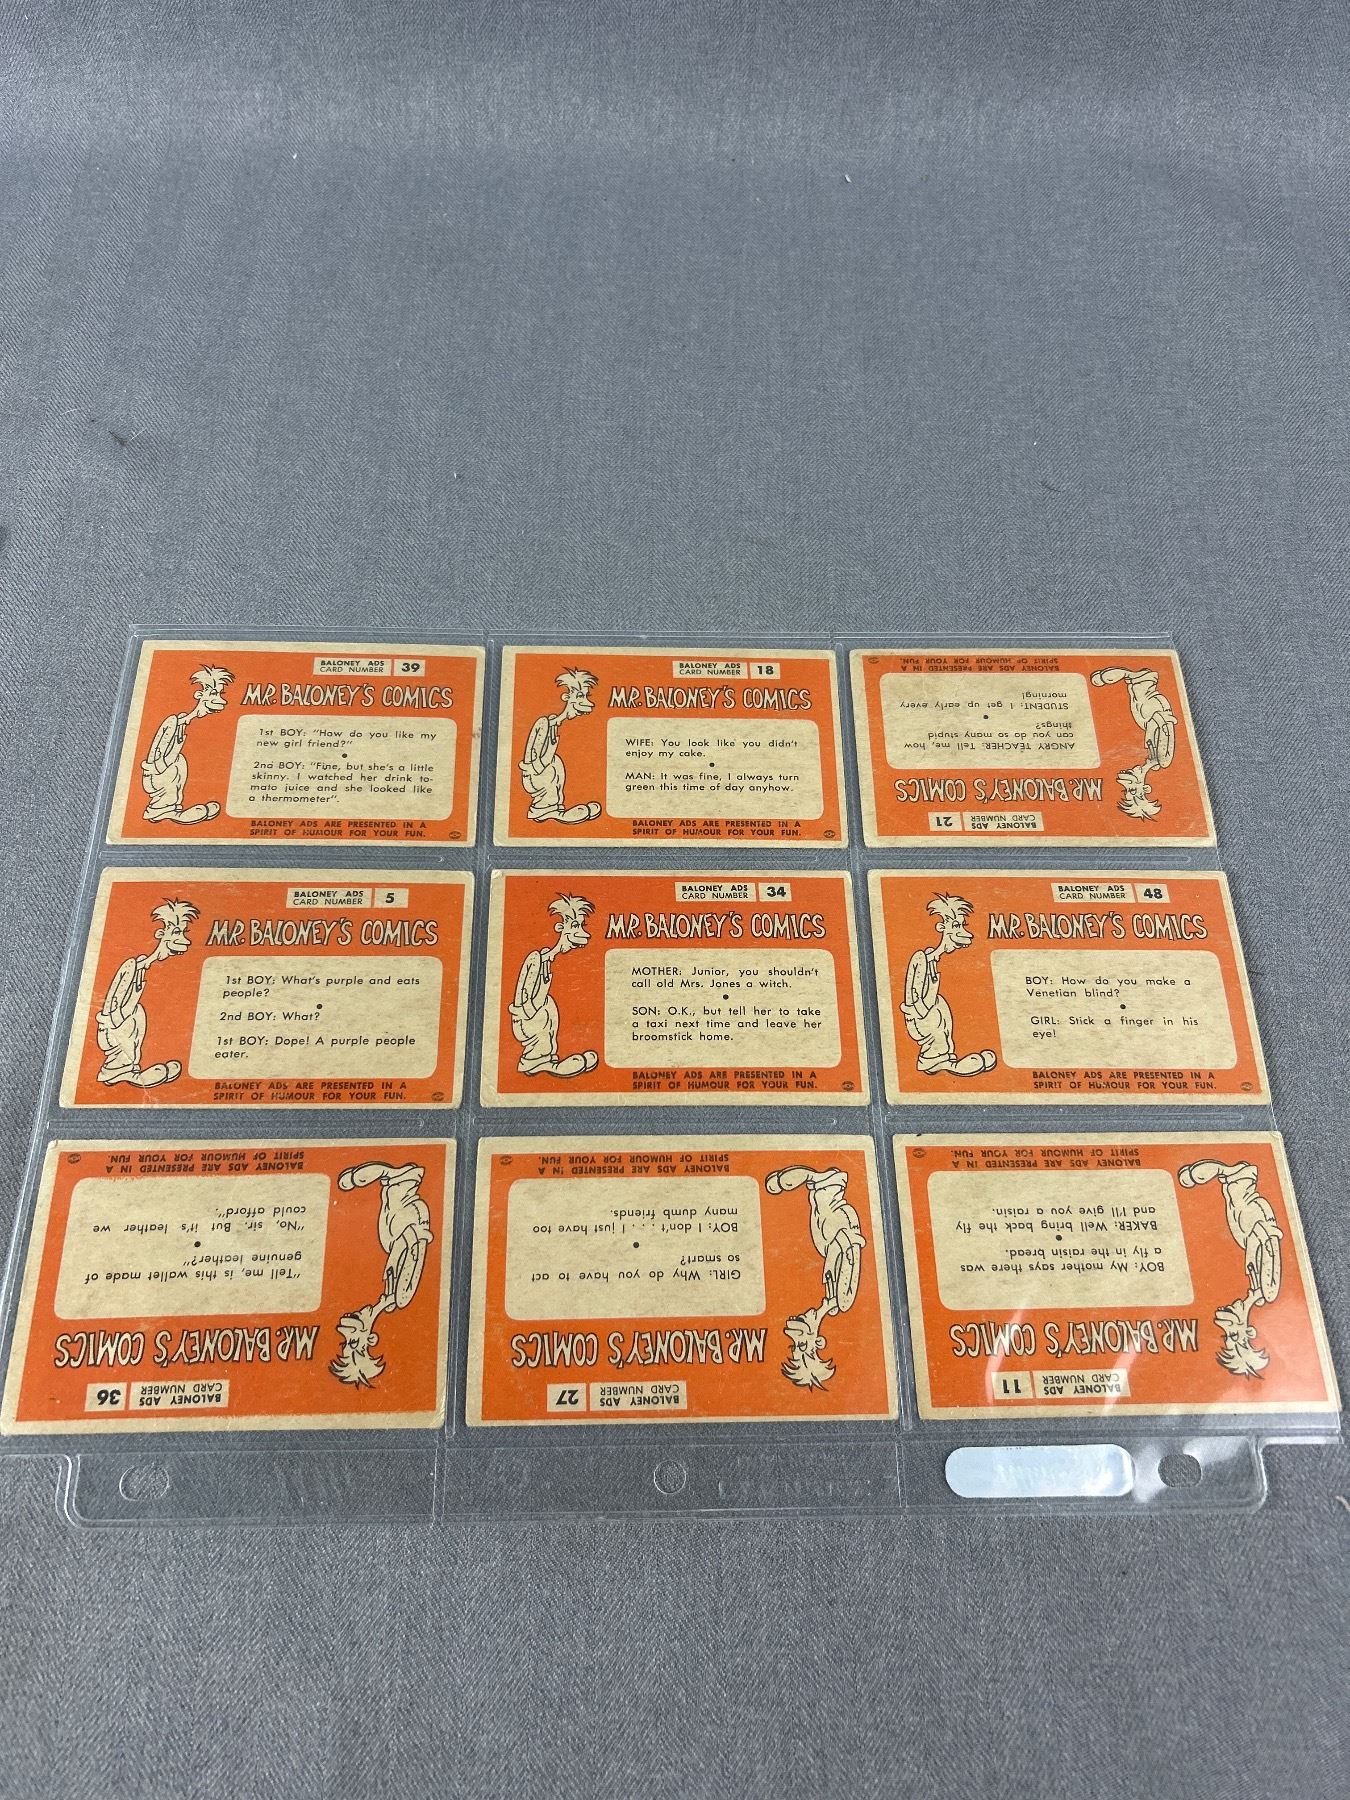 BALONEY ADS
CARD NUMBER
39
MR. BALONEY'S COMICS
1st BOY: "How do you like my
new girl friend?"
2nd BOY: "Fine, but she's a little
skinny. I watched her drink to-
mato juice and she looked like
a thermometer".
BALONEY ADS ARE PRESENTED IN A
SPIRIT OF HUMOUR FOR YOUR FUN.
BALONEY ADS
CARD NUMBER
18
MR. BALONEY'S COMICS
WIFE: You look like you didn't
enjoy my cake.
MAN: It was fine, I always turn
green this time of day anyhow.
BALONEY ADS ARE PRESENTED IN A
SPIRIT OF HUMOUR FOR YOUR FUN.
BALONEY ADS
CARD NUMBER
21
MR. BALONEY'S COMICS
ANGRY TEACHER: Tell me, how
can you do so many stupid
things?
STUDENT: I get up early every
morning!
BALONEY ADS ARE PRESENTED IN A
SPIRIT OF HUMOUR FOR YOUR FUN.
BALONEY ADS
CARD NUMBER
5
MR. BALONEY'S COMICS
1st BOY: What's purple and eats
people?
2nd BOY: What?
1st BOY: Dope! A purple people
eater.
BALONEY ADS ARE PRESENTED IN A
SPIRIT OF HUMOUR FOR YOUR FUN.
BALONEY ADS
CARD NUMBER
34
MR. BALONEY'S COMICS
MOTHER: Junior, you shouldn't
call old Mrs. Jones a witch.
SON: O.K., but tell her to take
a taxi next time and leave her
broomstick home.
BALONEY ADS ARE PRESENTED IN A
SPIRIT OF HUMOUR FOR YOUR FUN.
BALONEY ADS
CARD NUMBER
48
MR. BALONEY'S COMICS
BOY: How do you make a
Venetian blind?
GIRL: Stick a finger in his
eye!
BALONEY ADS ARE PRESENTED IN A
SPIRIT OF HUMOUR FOR YOUR FUN.
BALONEY ADS
CARD NUMBER
36
MR. BALONEY'S COMICS
"Tell me, is this wallet made of
genuine leather?"
"No, sir. But it's leather we
could afford".
BALONEY ADS ARE PRESENTED IN A
SPIRIT OF HUMOUR FOR YOUR FUN.
BALONEY ADS
CARD NUMBER
27
MR. BALONEY'S COMICS
GIRL: Why do you have to act
so smart?
BOY: I don't. . . . I just have too
many dumb friends.
BALONEY ADS ARE PRESENTED IN A
SPIRIT OF HUMOUR FOR YOUR FUN.
BALONEY ADS
CARD NUMBER
11
MR. BALONEY'S COMICS
BOY: My mother says there was
a fly in the raisin bread.
BAKER: Well bring back the fly
and I'll give you a raisin.
BALONEY ADS ARE PRESENTED IN A
SPIRIT OF HUMOUR FOR YOUR FUN.